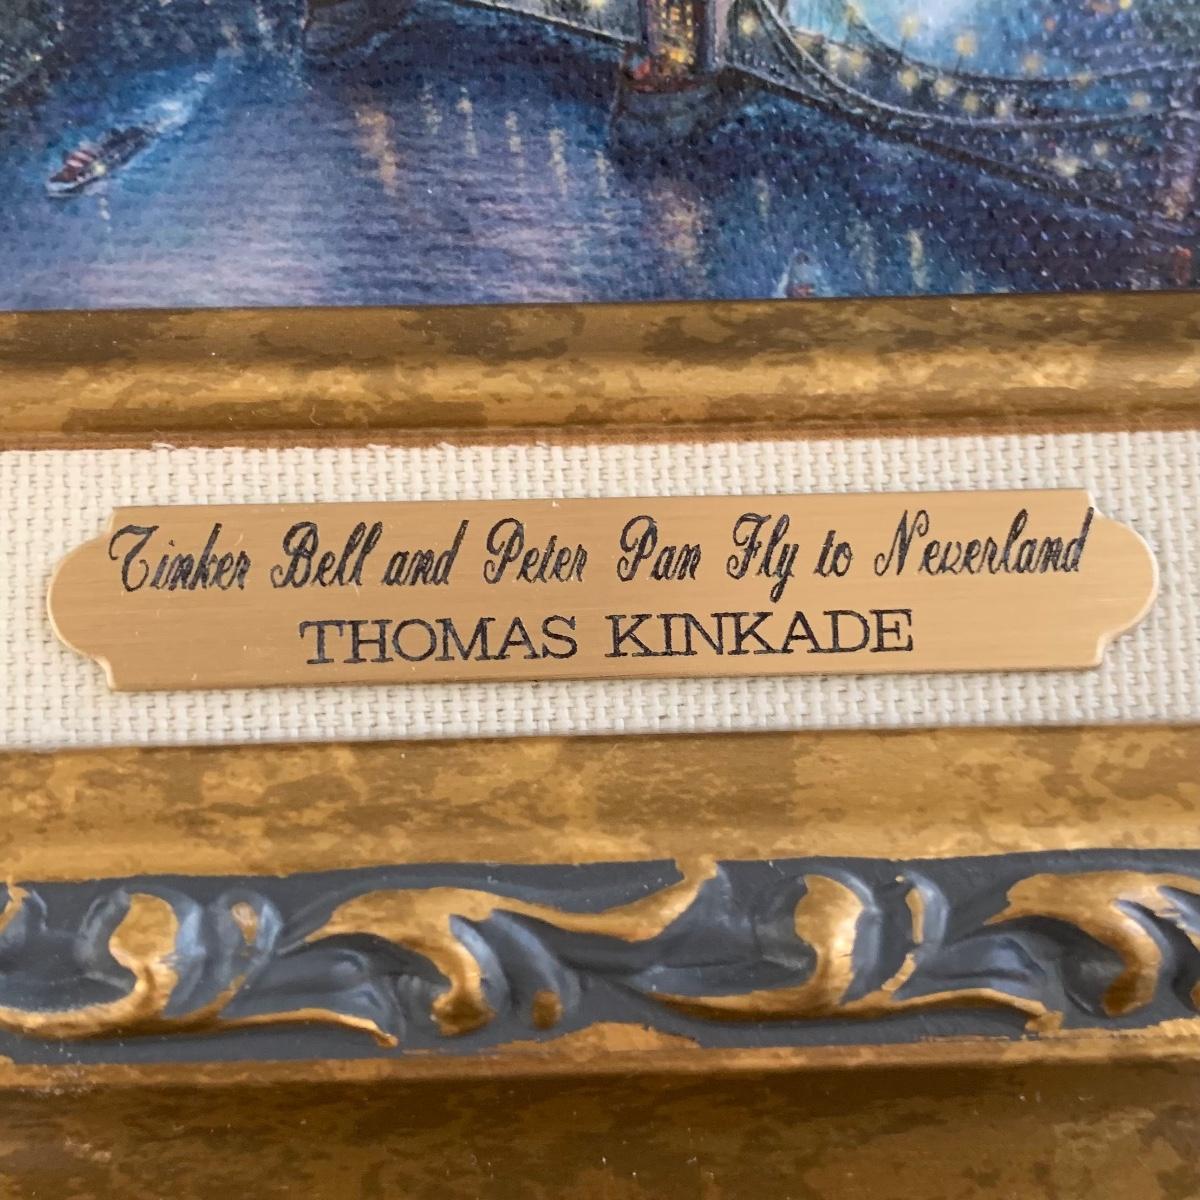 Tinker Bell and Peter Pan Fly to Neverland
THOMAS KINKADE